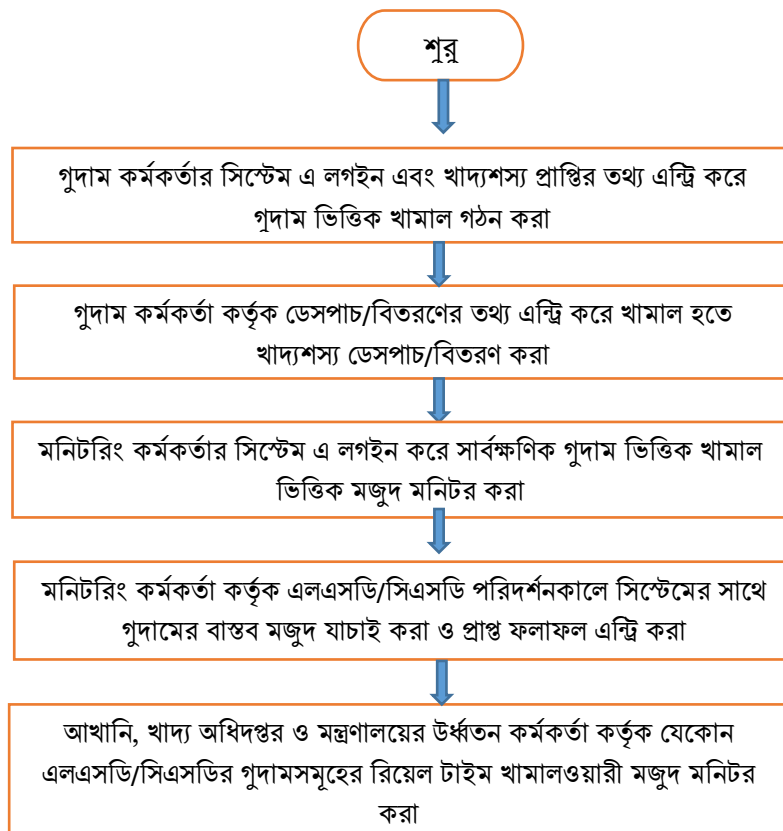 শুরু
গুদাম কর্মকর্তার সিস্টেম এ লগইন এবং খাদ্যশস্য প্রাপ্তির তথ্য এন্ট্রি করে
গুদাম ভিত্তিক খামাল গঠন করা
গুদাম কর্মকর্তা কর্তৃক ডেসপাচ/বিতরণের তথ্য এন্ট্রি করে খামাল হতে
খাদ্যশস্য ডেসপাচ/বিতরণ করা
মনিটরিং কর্মকর্তার সিস্টেম এ লগইন করে সার্বক্ষণিক গুদাম ভিত্তিক খামাল
ভিত্তিক মজুদ মনিটর করা
মনিটরিং কর্মকর্তা কর্তৃক এলএসডি/সিএসডি পরিদর্শনকালে সিস্টেমের সাথে
গুদামের বাস্তব মজুদ যাচাই করা ও প্রাপ্ত ফলাফল এন্ট্রি করা
আখানি, খাদ্য অধিদপ্তর ও মন্ত্রণালয়ের উর্ধ্বতন কর্মকর্তা কর্তৃক যেকোন
এলএসডি/সিএসডির গুদামসমূহের রিয়েল টাইম খামালওয়ারী মজুদ মনিটর
করা